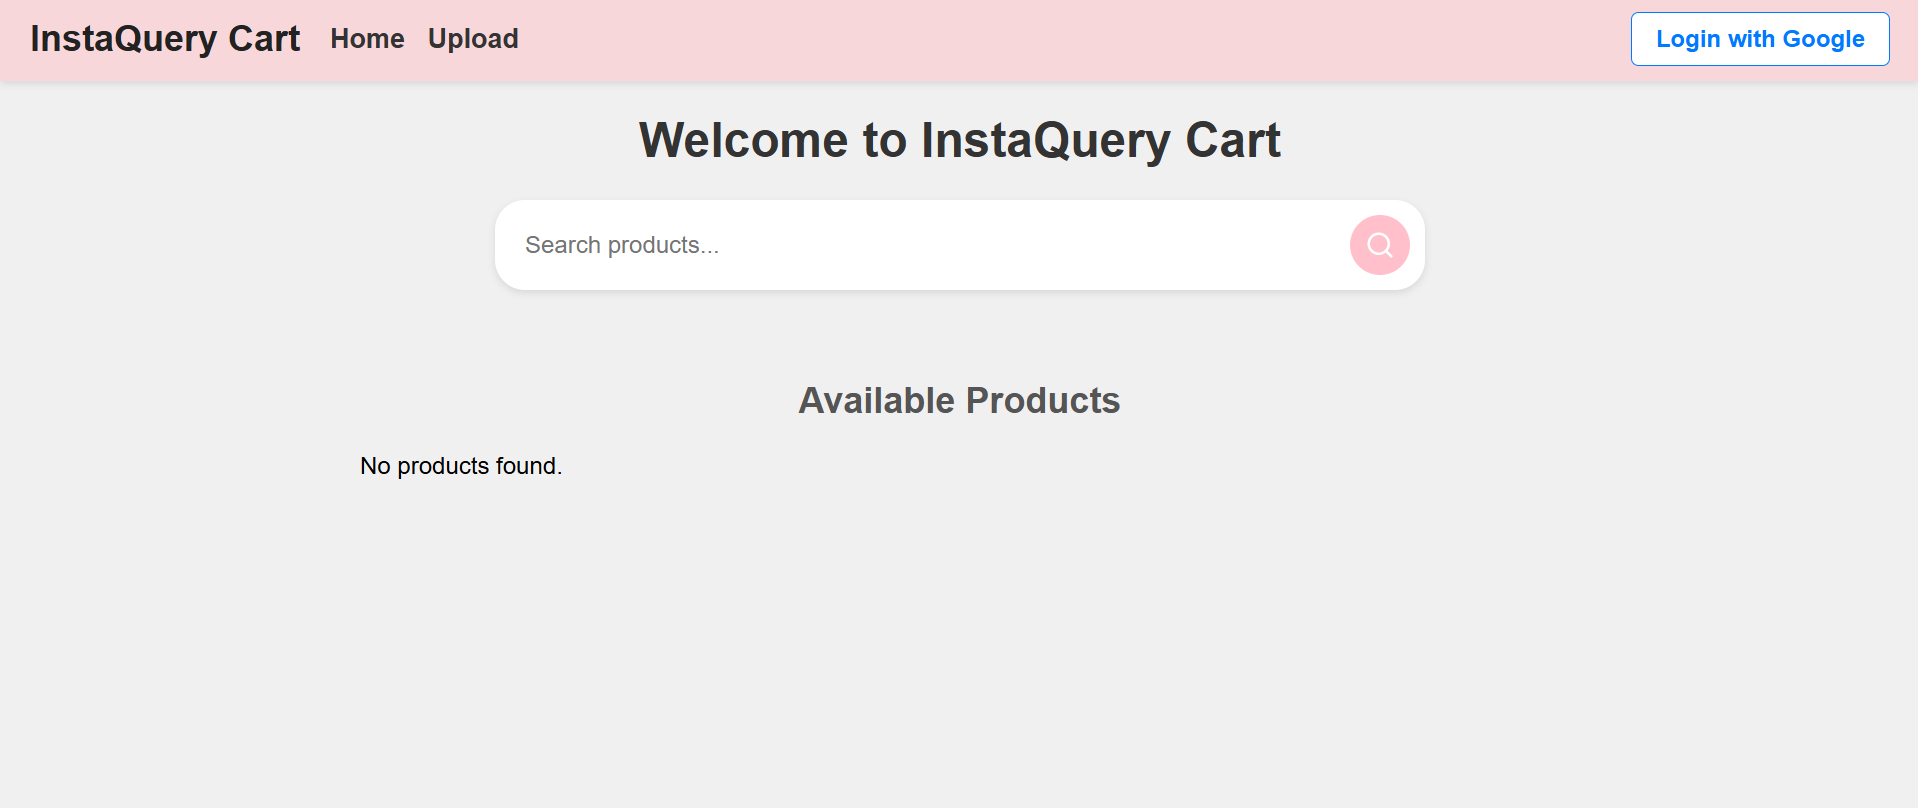 InstaQuery Cart Home Upload Login with Google
Welcome to InstaQuery Cart
Search products...
Available Products
No products found.